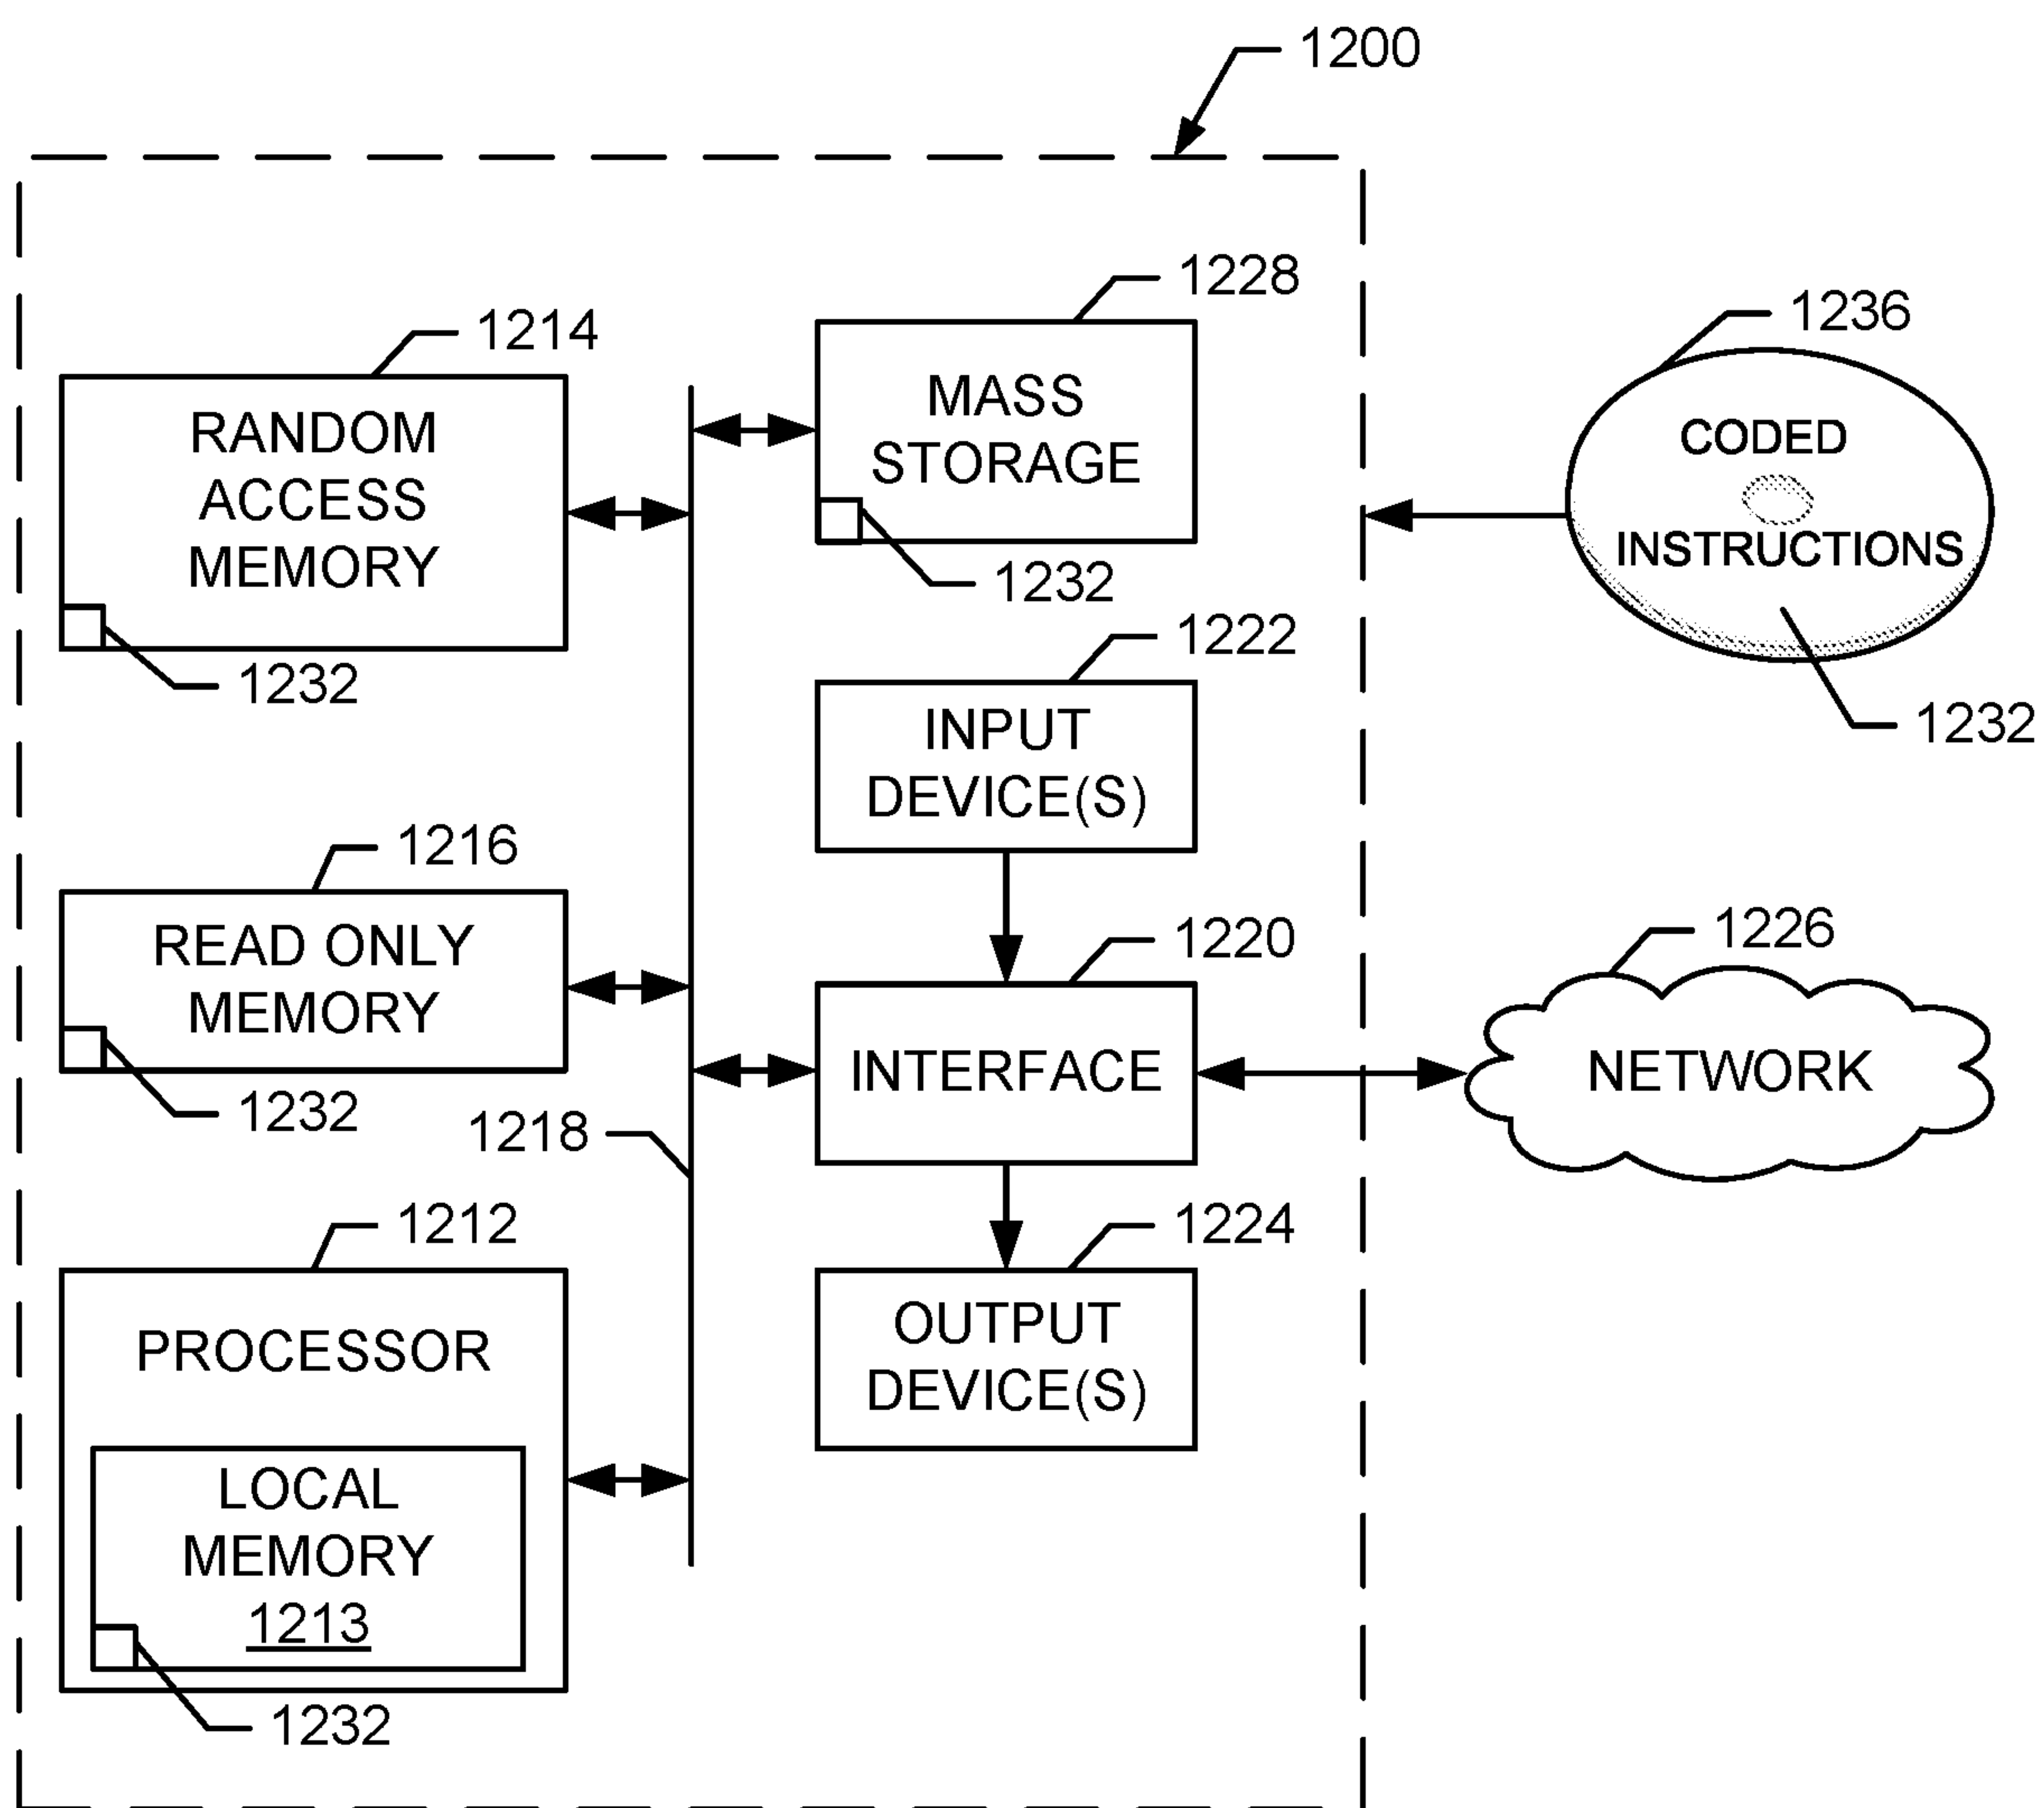 1200
1228
1236
1214
MASS
STORAGE
RANDOM
ACCESS
MEMORY
CODED
INSTRUCTIONS
1232
1232
1232
1222
INPUT
DEVICE(S)
1216
READ ONLY
MEMORY
1232
1220
INTERFACE
1226
NETWORK
1218
1212
PROCESSOR
LOCAL
MEMORY
1213
1232
1224
OUTPUT
DEVICE(S)